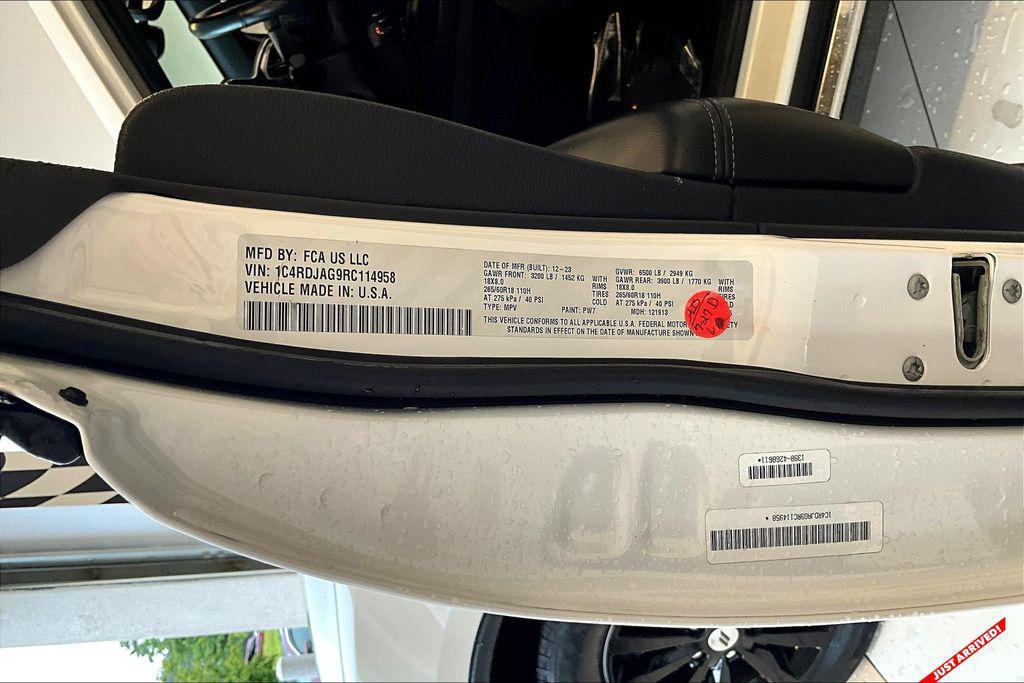 MFD BY: FCA US LLC
VIN: 1C4RDJAG9RC114958
VEHICLE MADE IN: U.S.A.
DATE OF MFR (BUILT): 12-23
GAWR FRONT: 3200 LB / 1452 KG WITH
18X8.0 RIMS
265/60R18 110H TIRES
AT 275 kPa / 40 PSI COLD
TYPE: MPV PAINT: PW7
GVWR: 6500 LB / 2949 KG
GAWR REAR: 3900 LB / 1770 KG WITH
18X8.0 RIMS
265/60R18 110H
AT 275 kPa / 40 PSI
MDH: 121913
THIS VEHICLE CONFORMS TO ALL APPLICABLE U.S.A. FEDERAL MOTOR
STANDARDS IN EFFECT ON THE DATE OF MANUFACTURE SHOWN
1398-4268611*
1C4RDJAG9RC114958 *
JUST ARRIVED!